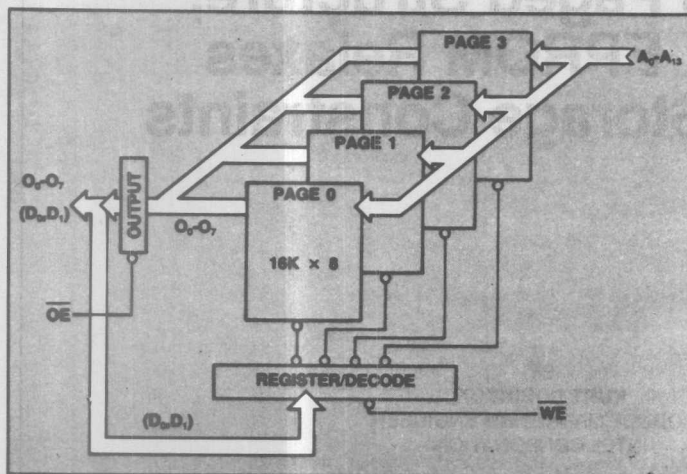 PAGE 3
A₀-A₁₃
PAGE 2
PAGE 1
PAGE 0
O₀-O₇
(D₀,D₁)
OUTPUT
O₀-O₇
16K × 8
OE
REGISTER/DECODE
(D₀,D₁)
WE